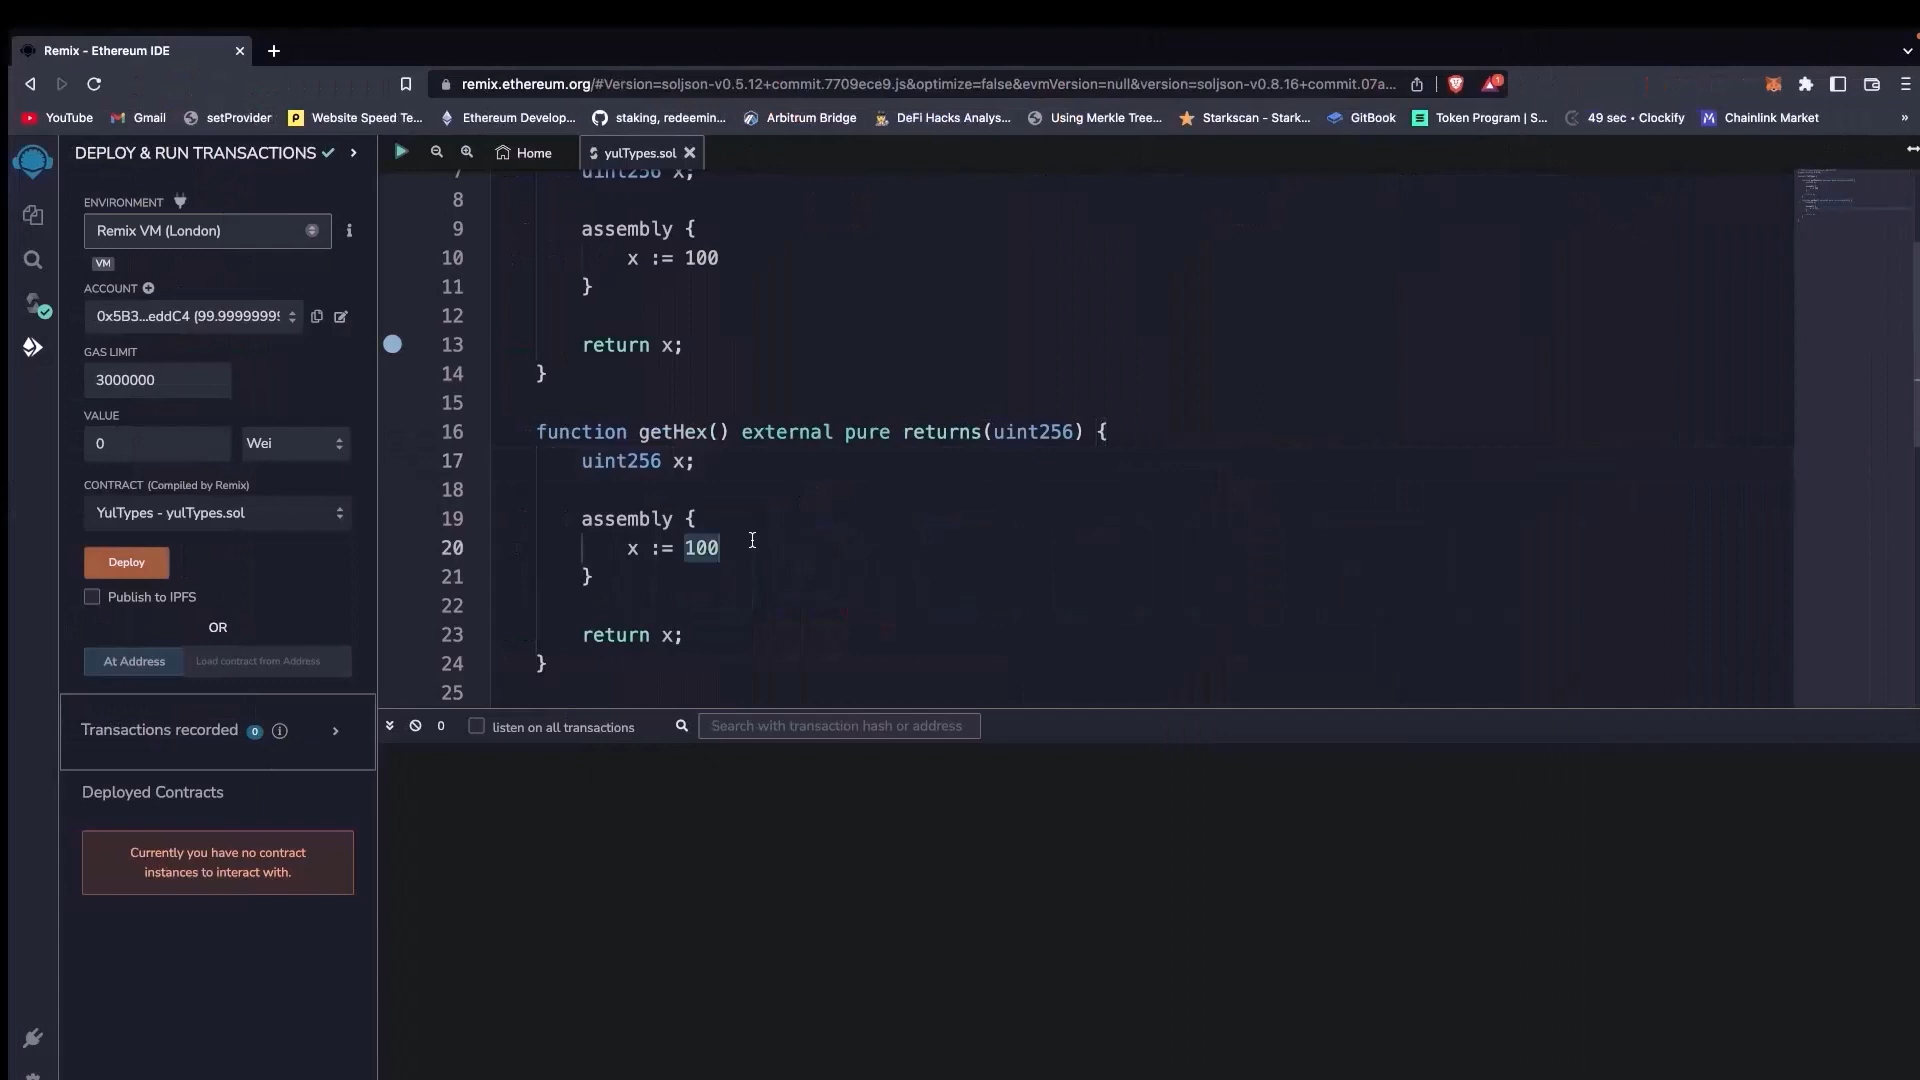 Remix - Ethereum IDE
remix.ethereum.org/#Version=soljson-v0.5.12+commit.7709ece9.js&optimize=false&evmVersion=null&version=soljson-v0.8.16+commit.07a...
1
YouTube
Gmail
setProvider
Website Speed Te...
Ethereum Develop...
staking, redeemin...
Arbitrum Bridge
DeFi Hacks Analys...
Using Merkle Tree...
Starkscan - Stark...
GitBook
Token Program | S...
49 sec • Clockify
Chainlink Market
»
DEPLOY & RUN TRANSACTIONS
Home
yulTypes.sol
ENVIRONMENT
Remix VM (London)
VM
ACCOUNT
0x5B3...eddC4 (99.999999999
GAS LIMIT
3000000
VALUE
0
Wei
CONTRACT (Compiled by Remix)
YulTypes - yulTypes.sol
Deploy
Publish to IPFS
OR
At Address
Load contract from Address
Transactions recorded 0 i
Deployed Contracts
Currently you have no contract
instances to interact with.
7 uint256 x;
8
9 assembly {
10 x := 100
11 }
12
13 return x;
14 }
15
16 function getHex() external pure returns(uint256) {
17 uint256 x;
18
19 assembly {
20 x := 100
21 }
22
23 return x;
24 }
25
0
listen on all transactions
Search with transaction hash or address